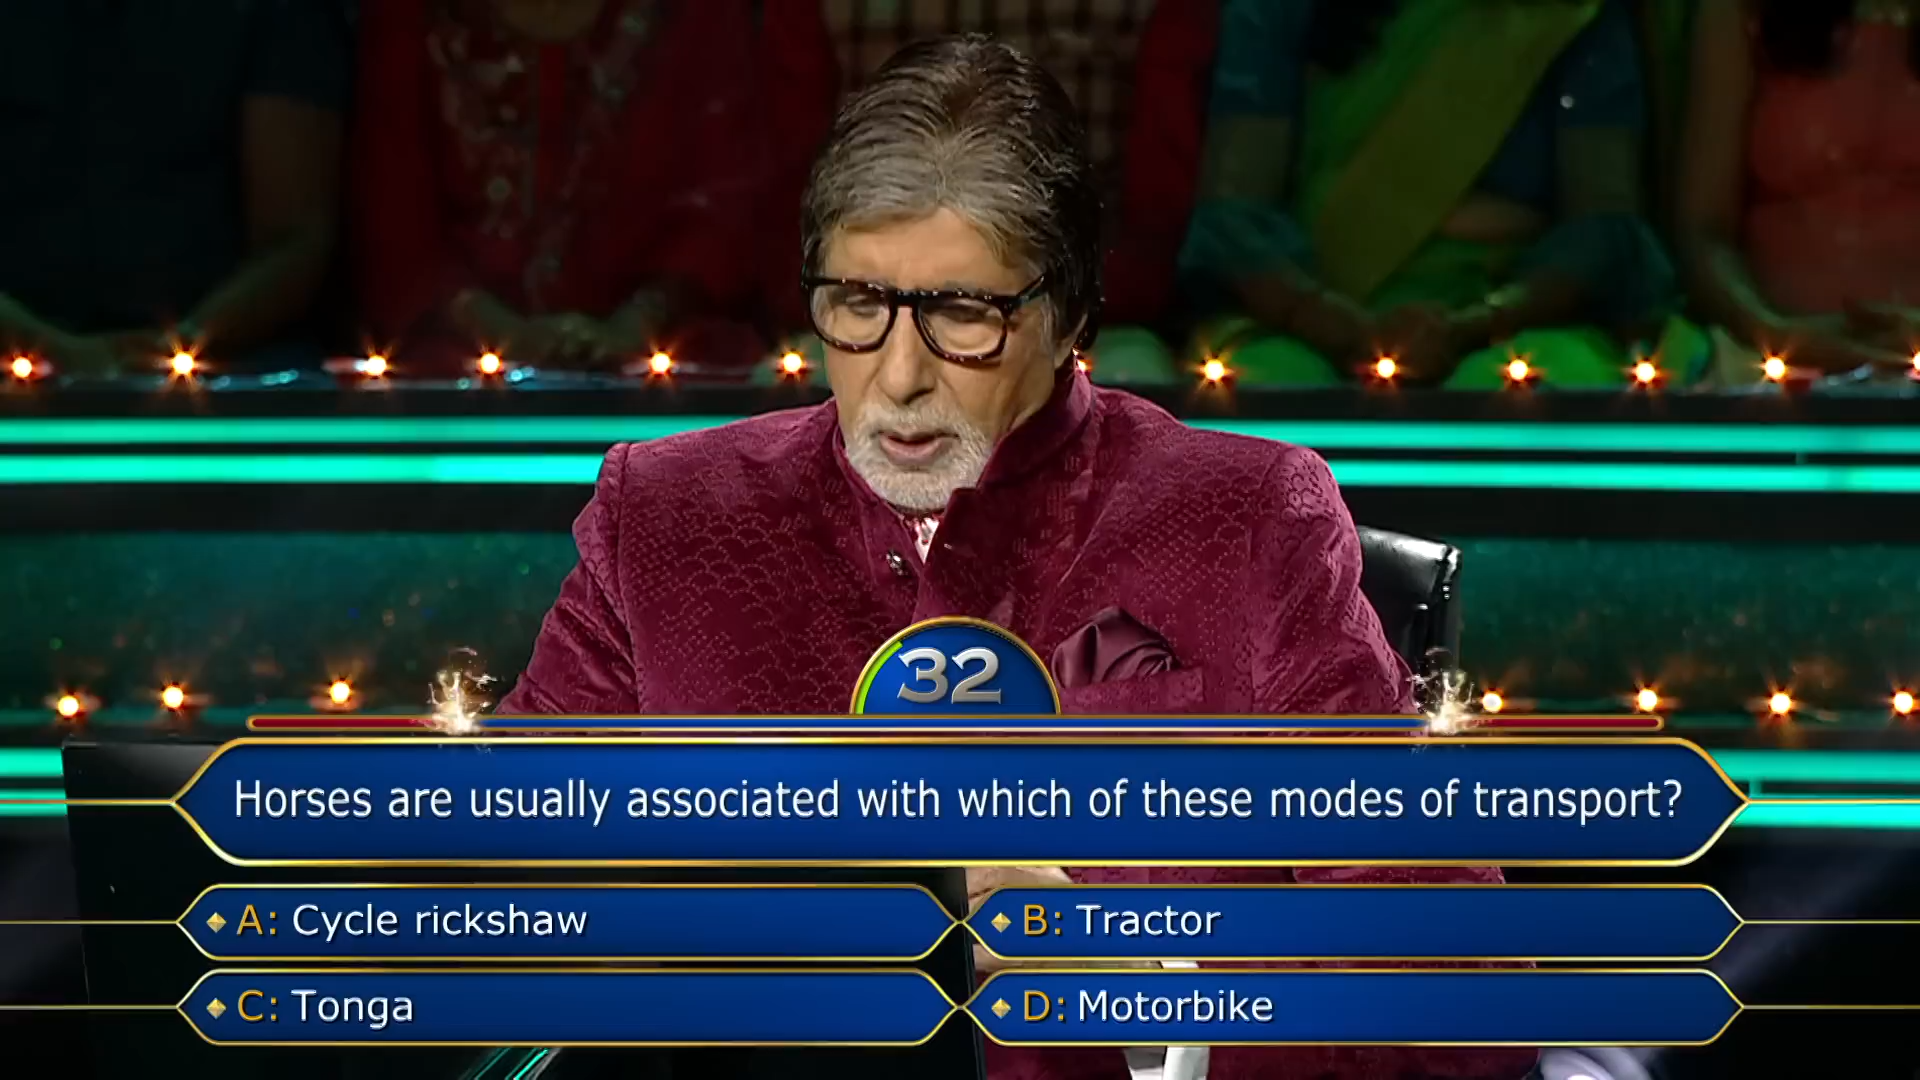 32
Horses are usually associated with which of these modes of transport?
A: Cycle rickshaw
B: Tractor
C: Tonga
D: Motorbike